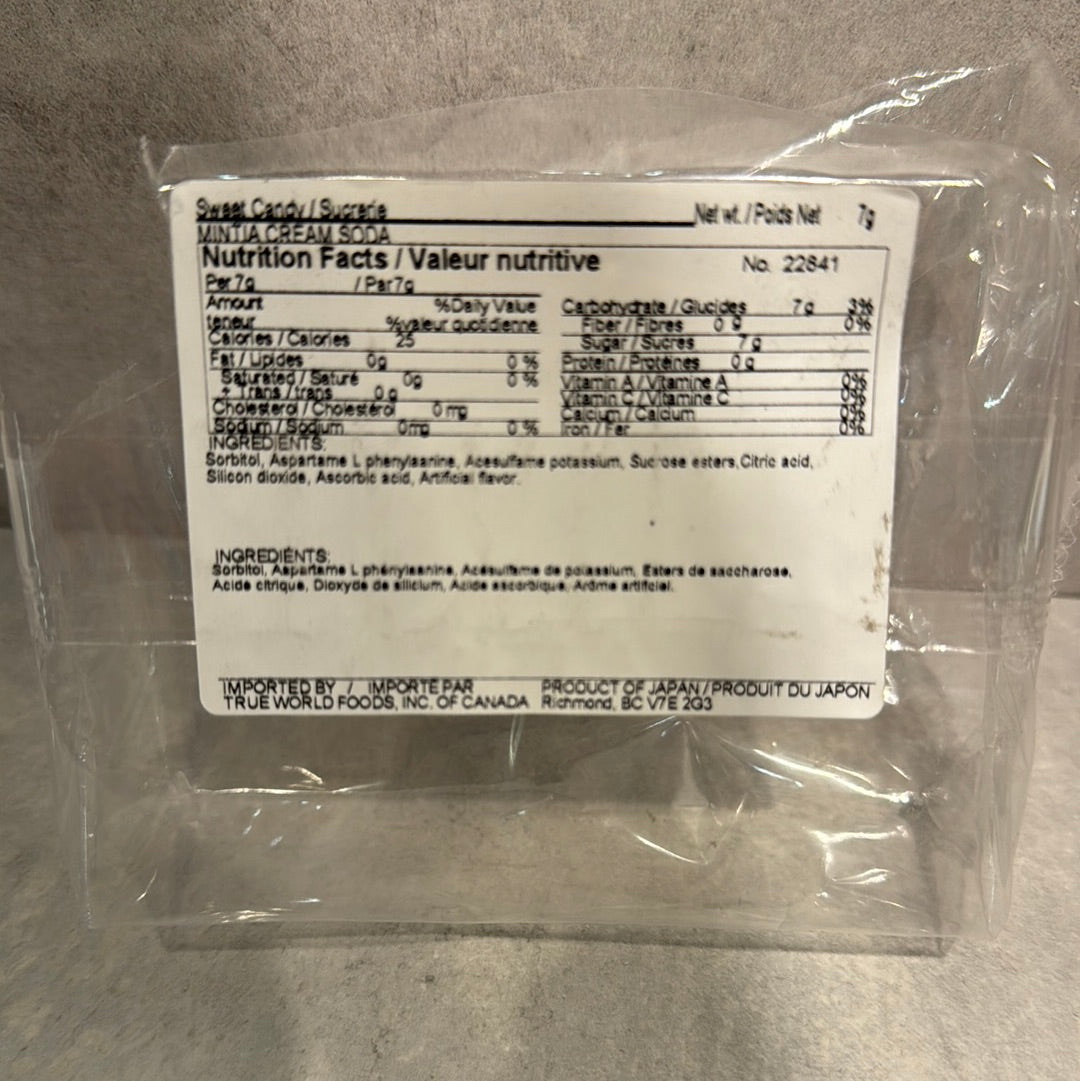 Sweet Candy / Sucrerie Net wt. / Poids Net 7g
MINTIA CREAM SODA
Nutrition Facts / Valeur nutritive No. 22841
Per 7g / Par 7g
Amount %Daily Value
teneur %valeur quotidienne
Calories / Calories 25
Fat / Lipides 0g 0 %
Saturated / Saturé 0g 0 %
+ Trans / trans 0 g
Cholesterol / Cholestérol 0 mg
Sodium / Sodium 0mg 0 %
Carbohydrate / Glucides 7 g 3%
Fiber / Fibres 0 g 0%
Sugar / Sucres 7 g
Protein / Protéines 0 g
Vitamin A / Vitamine A 0%
Vitamin C / Vitamine C 0%
Calcium / Calcium 0%
Iron / Fer 0%
INGREDIENTS:
Sorbitol, Aspartame L phenylaanine, Acesulfame potassium, Suc ose esters, Citric acid,
Silicon dioxide, Ascorbic acid, Artificial flavor.
INGREDIENTS:
Sorbitol, Aspartame L phénylaanine, Acésulfame de potassium, Esters de saccharose,
Acide citrique, Dioxyde de silicium, Acide ascorbique, Arôme artificiel.
IMPORTED BY / IMPORTÉ PAR PRODUCT OF JAPAN / PRODUIT DU JAPON
TRUE WORLD FOODS, INC. OF CANADA Richmond, BC V7E 2G3